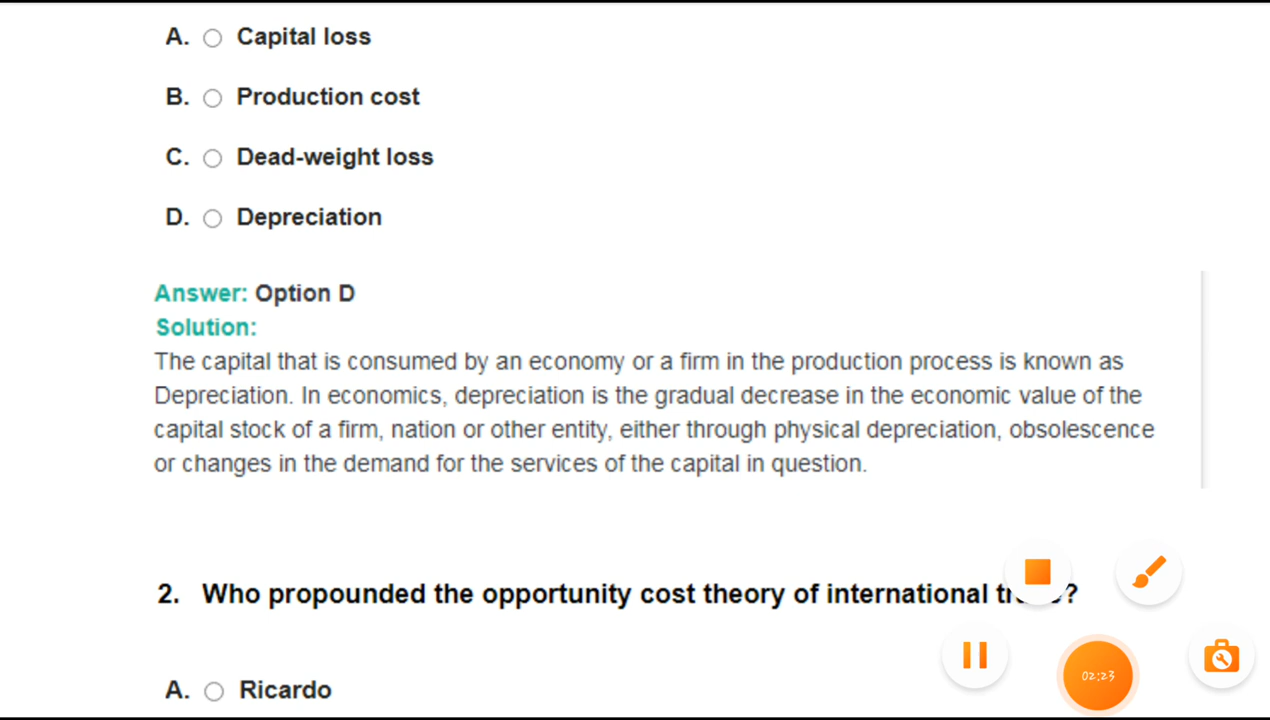 A. Capital loss
B. Production cost
C. Dead-weight loss
D. Depreciation
Answer: Option D
Solution:
The capital that is consumed by an economy or a firm in the production process is known as
Depreciation. In economics, depreciation is the gradual decrease in the economic value of the
capital stock of a firm, nation or other entity, either through physical depreciation, obsolescence
or changes in the demand for the services of the capital in question.
2. Who propounded the opportunity cost theory of international ?
A. Ricardo
02:23